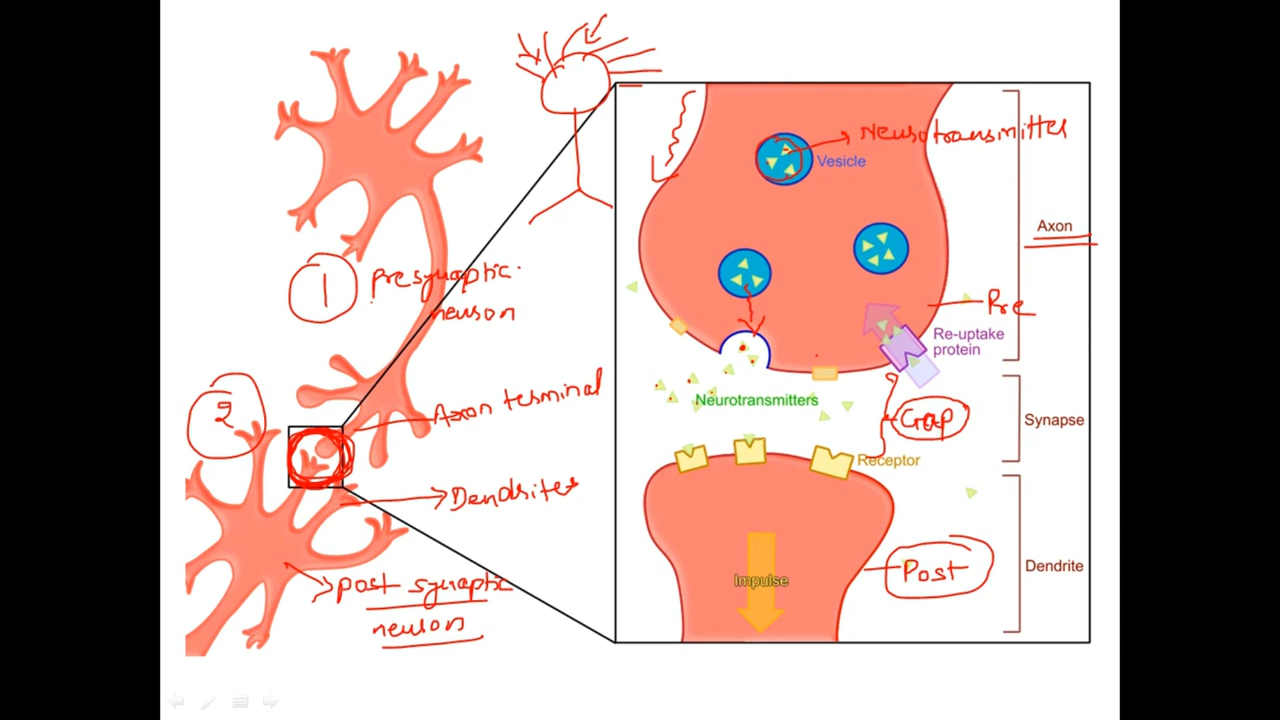 Neurotransmitter
Vesicle
Axon
1
Presynaptic
neuron
Pre
Re-uptake
protein
2
Axon terminal
Neurotransmitters
Gap
Synapse
Receptor
Dendrites
Post
Impulse
Dendrite
post synaptic
neuron